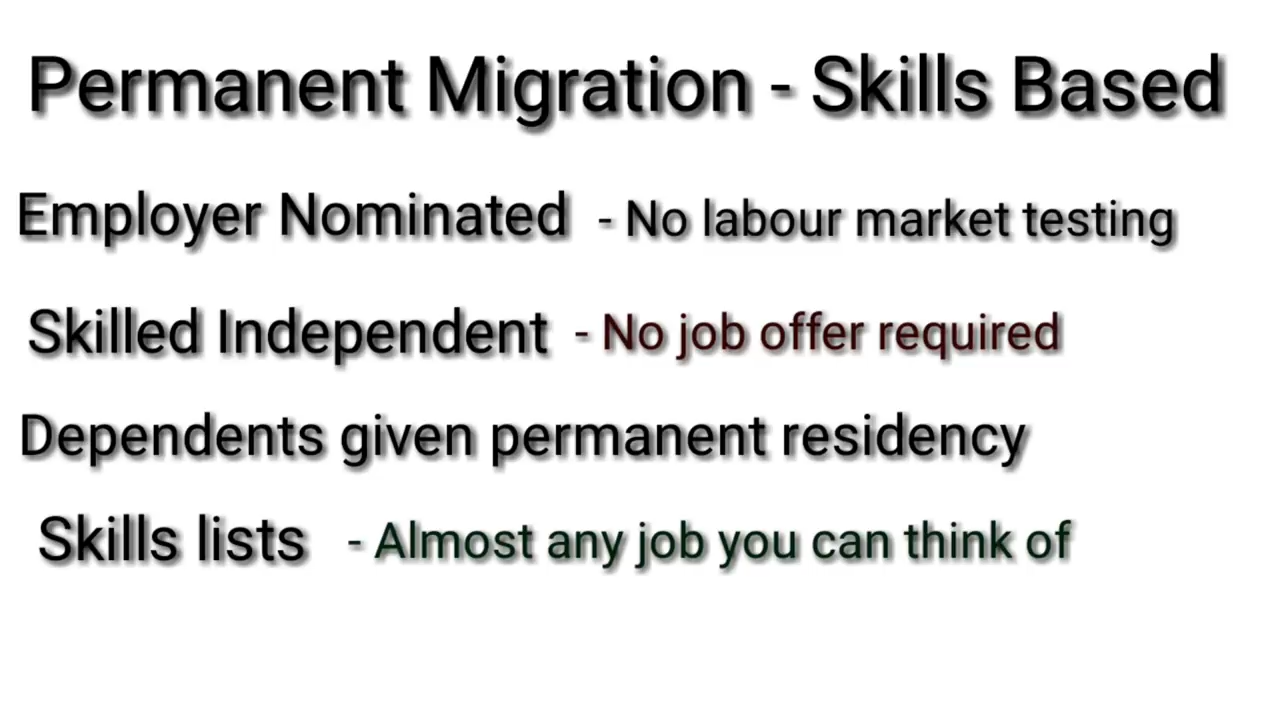 Permanent Migration - Skills Based
Employer Nominated - No labour market testing
Skilled Independent - No job offer required
Dependents given permanent residency
Skills lists - Almost any job you can think of